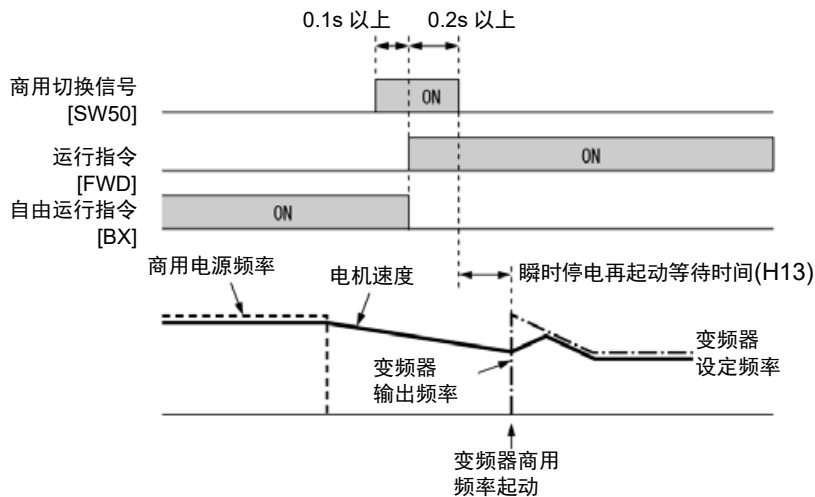 0.1s 以上
0.2s 以上
商用切换信号
[SW50]
ON
运行指令
[FWD]
ON
自由运行指令
[BX]
ON
商用电源频率
电机速度
瞬时停电再起动等待时间(H13)
变频器
输出频率
变频器
设定频率
变频器商用
频率起动